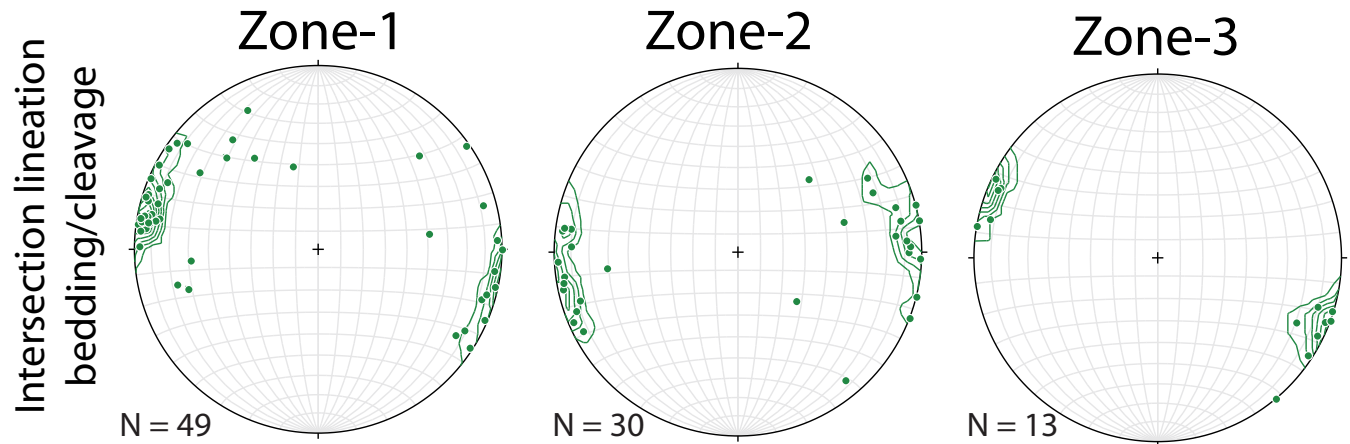 Zone-1
Zone-2
Zone-3
Intersection lineation
bedding/cleavage
N = 49
N = 30
N = 13